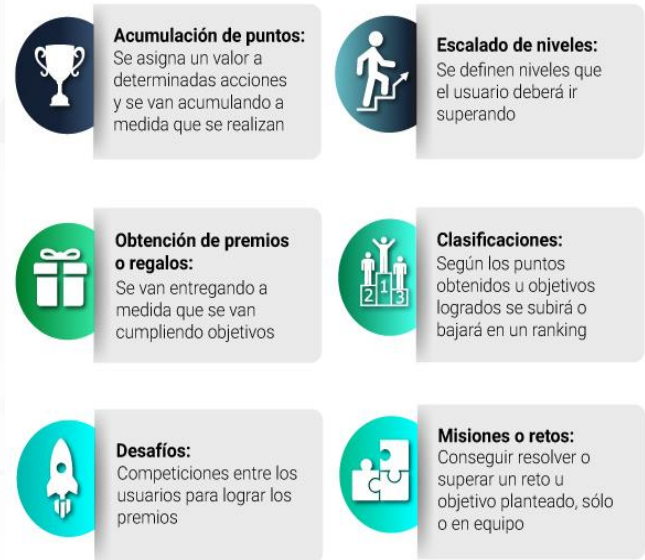 Acumulación de puntos:
Se asigna un valor a
determinadas acciones
y se van acumulando a
medida que se realizan
Escalado de niveles:
Se definen niveles que
el usuario deberá ir
superando
Obtención de premios
o regalos:
Se van entregando a
medida que se van
cumpliendo objetivos
Clasificaciones:
Según los puntos
obtenidos u objetivos
logrados se subirá o
bajará en un ranking
2 1 3
Desafíos:
Competiciones entre los
usuarios para lograr los
premios
Misiones o retos:
Conseguir resolver o
superar un reto u
objetivo planteado, sólo
o en equipo